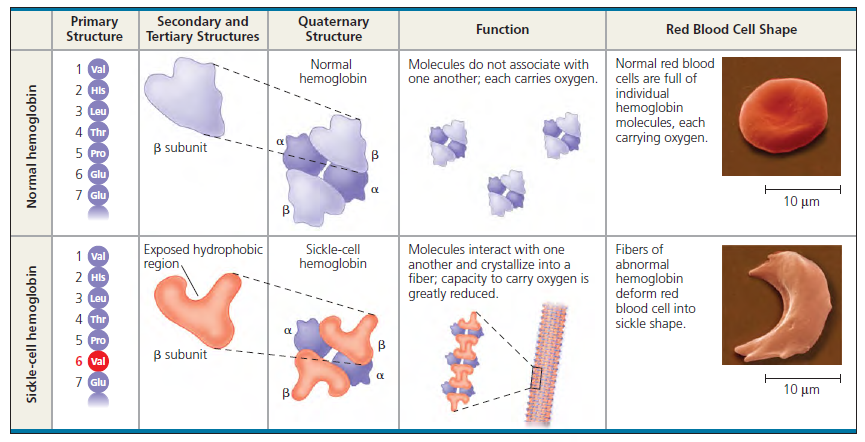 Primary
Structure
Secondary and
Tertiary Structures
Quaternary
Structure
Function
Red Blood Cell Shape
Normal hemoglobin
1 Val
2 His
3 Leu
4 Thr
5 Pro
6 Glu
7 Glu
β subunit
Normal
hemoglobin
α
β
α
β
Molecules do not associate with
one another; each carries oxygen.
Normal red blood
cells are full of
individual
hemoglobin
molecules, each
carrying oxygen.
10 μm
Sickle-cell hemoglobin
1 Val
2 His
3 Leu
4 Thr
5 Pro
6 Val
7 Glu
Exposed hydrophobic
region
β subunit
Sickle-cell
hemoglobin
α
β
α
β
Molecules interact with one
another and crystallize into a
fiber; capacity to carry oxygen is
greatly reduced.
Fibers of
abnormal
hemoglobin
deform red
blood cell into
sickle shape.
10 μm